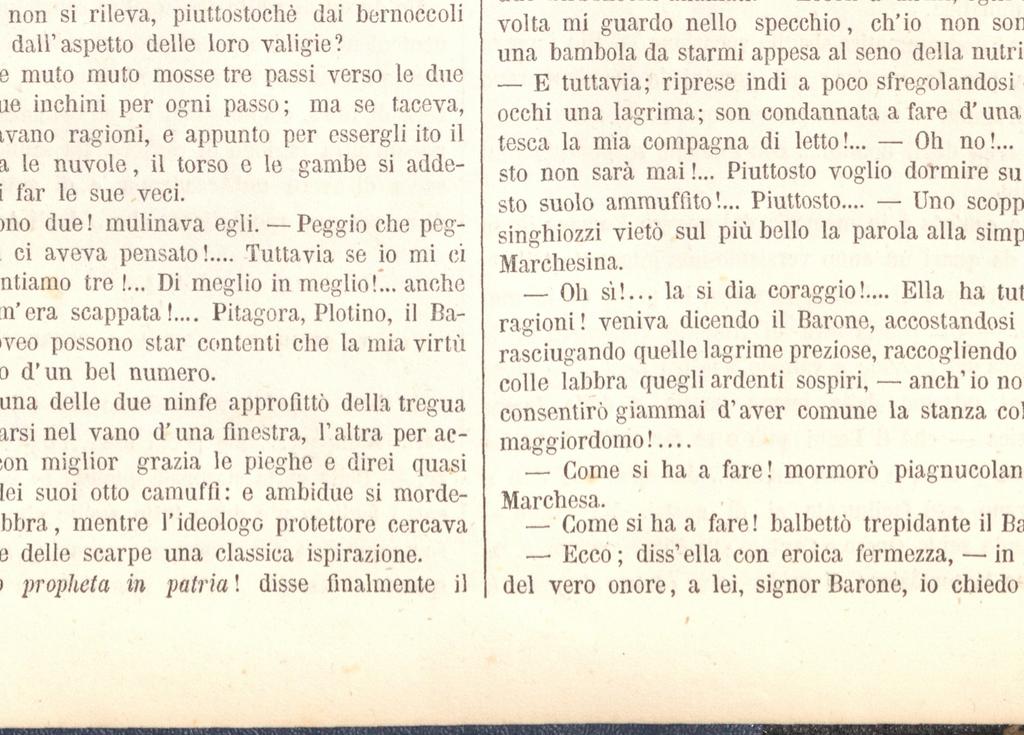 non si rileva, piuttostochè dai bernoccoli
dall'aspetto delle loro valigie?
e muto muto mosse tre passi verso le due
ue inchini per ogni passo; ma se taceva,
avano ragioni, e appunto per essergli ito il
a le nuvole, il torso e le gambe si adde-
i far le sue veci.
ono due! mulinava egli. — Peggio che peg-
ci aveva pensato!.... Tuttavia se io mi ci
ntiamo tre!... Di meglio in meglio!... anche
m'era scappata!.... Pitagora, Plotino, il Ba-
oveo possono star contenti che la mia virtù
o d'un bel numero.
una delle due ninfe approfittò della tregua
arsi nel vano d'una finestra, l'altra per ac-
con miglior grazia le pieghe e direi quasi
dei suoi otto camuffi: e ambidue si morde-
bbra, mentre l'ideologo protettore cercava
e delle scarpe una classica ispirazione.
o propheta in patria! disse finalmente il
volta mi guardo nello specchio, ch'io non son
una bambola da starmi appesa al seno della nutri
— E tuttavia; riprese indi a poco sfregolandosi
occhi una lagrima; son condannata a fare d'una
tesca la mia compagna di letto!... — Oh no!...
sto non sarà mai!... Piuttosto voglio dormire su
sto suolo ammuffito!... Piuttosto.... — Uno scopp
singhiozzi vietò sul più bello la parola alla simp
Marchesina.
— Oh sì!... la si dia coraggio!.... Ella ha tut
ragioni! veniva dicendo il Barone, accostandosi
rasciugando quelle lagrime preziose, raccogliendo
colle labbra quegli ardenti sospiri, — anch'io no
consentirò giammai d'aver comune la stanza col
maggiordomo!....
— Come si ha a fare! mormorò piagnucolan
Marchesa.
— Come si ha a fare! balbettò trepidante il Ba
— Ecco; diss'ella con eroica fermezza, — in
del vero onore, a lei, signor Barone, io chiedo